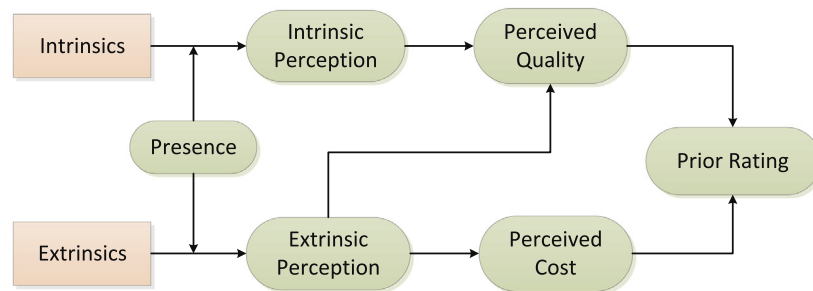 Intrinsics
Intrinsic
Perception
Perceived
Quality
Presence
Prior Rating
Extrinsics
Extrinsic
Perception
Perceived
Cost